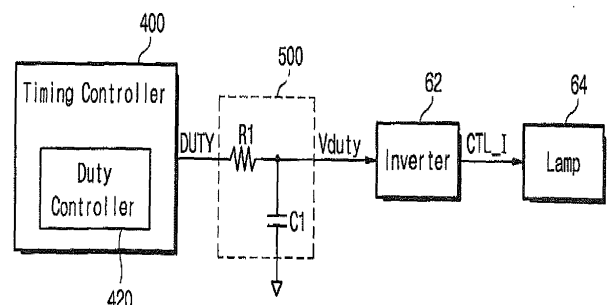 400
500
62
64
Timing Controller
DUTY
R1
Vduty
Inverter
CTL_I
Lamp
Duty
Controller
C1
420